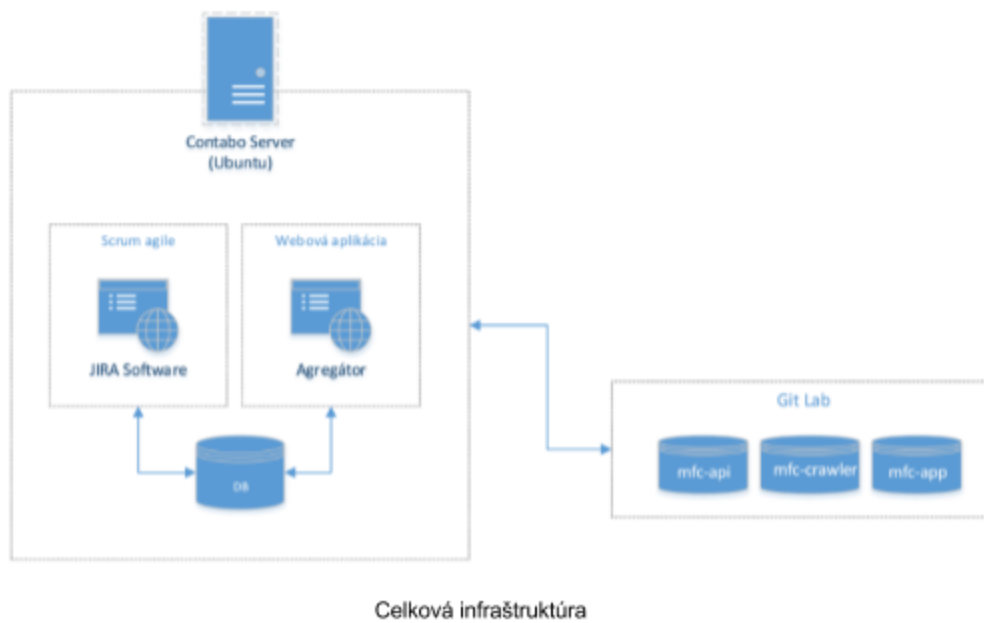 Contabo Server
(Ubuntu)
Scrum agile
JIRA Software
Webová aplikácia
Agregátor
DB
Git Lab
mfc-api
mfc-crawler
mfc-app
Celková infraštruktúra